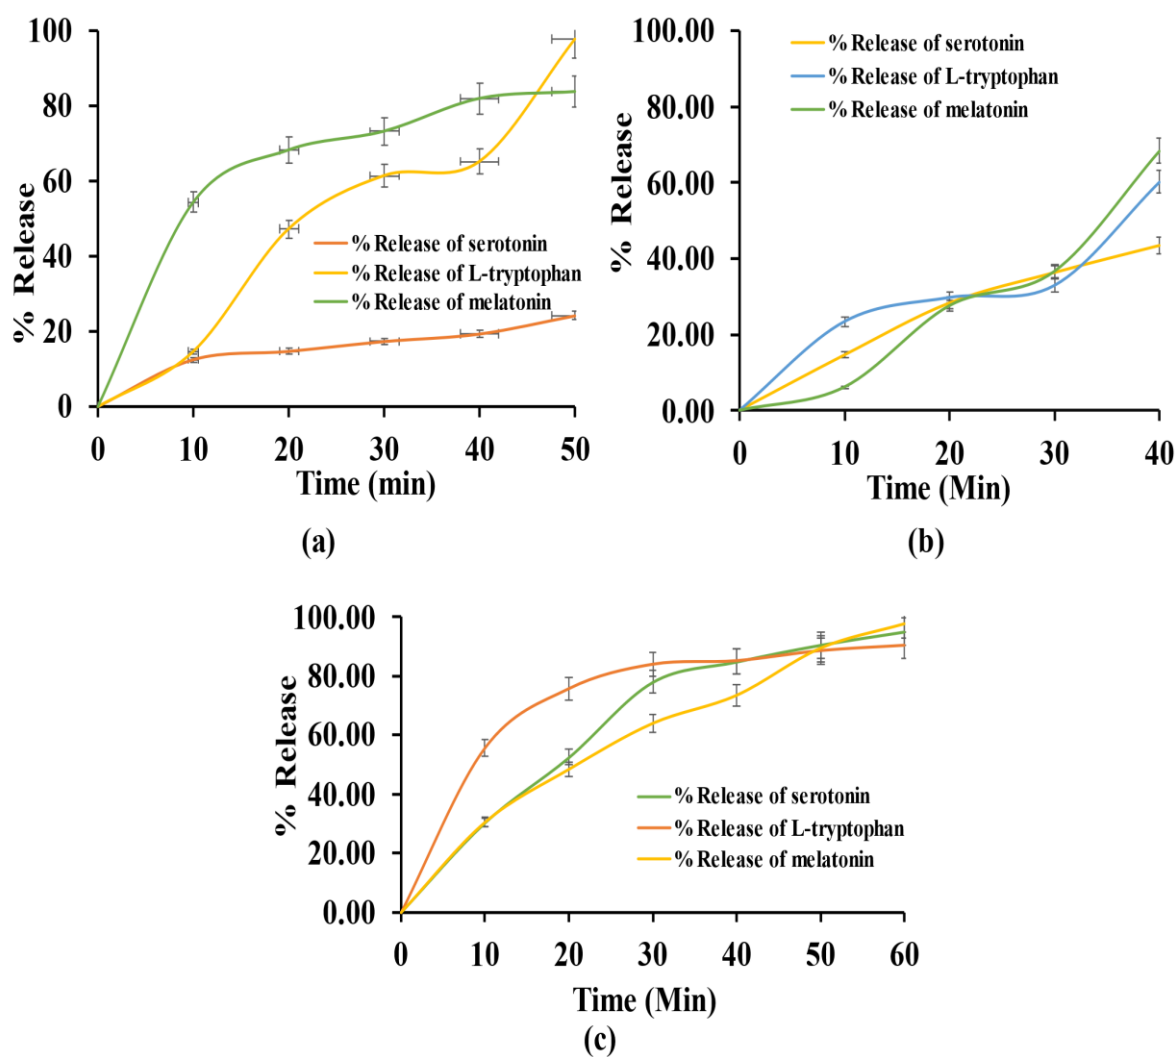 100
80
60
40
20
0
% Release
% Release of serotonin
% Release of L-tryptophan
% Release of melatonin
0 10 20 30 40 50
Time (min)
(a)
100.00
80.00
60.00
40.00
20.00
0.00
% Release
% Release of serotonin
% Release of L-tryptophan
% Release of melatonin
0 10 20 30 40
Time (Min)
(b)
100.00
80.00
60.00
40.00
20.00
0.00
% Release
% Release of serotonin
% Release of L-tryptophan
% Release of melatonin
0 10 20 30 40 50 60
Time (Min)
(c)